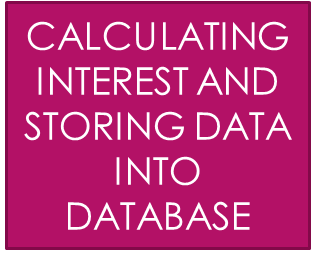 CALCULATING
INTEREST AND
STORING DATA
INTO
DATABASE